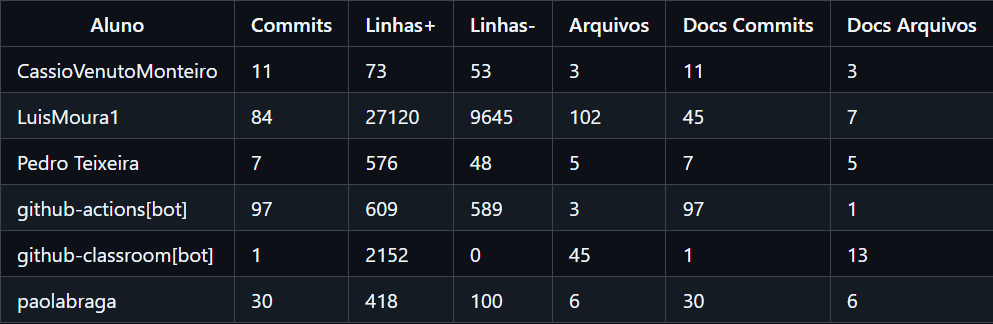 Aluno Commits Linhas+ Linhas- Arquivos Docs Commits Docs Arquivos
CassioVenutoMonteiro 11 73 53 3 11 3
LuisMoura1 84 27120 9645 102 45 7
Pedro Teixeira 7 576 48 5 7 5
github-actions[bot] 97 609 589 3 97 1
github-classroom[bot] 1 2152 0 45 1 13
paolabraga 30 418 100 6 30 6